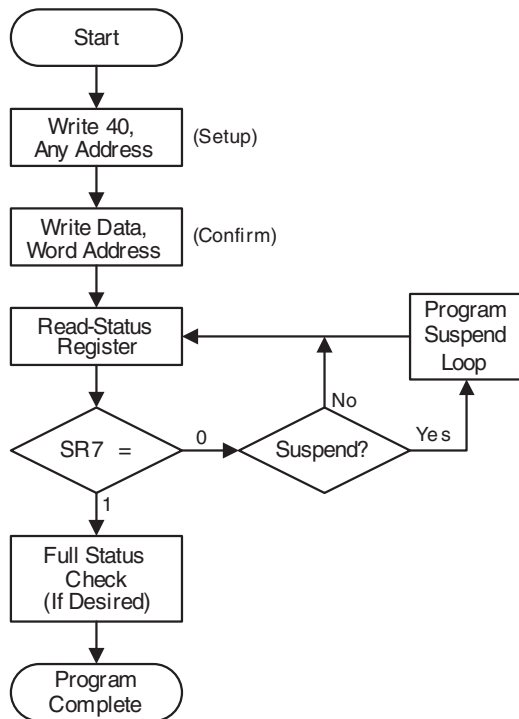 Start
Write 40,
Any Address
(Setup)
Write Data,
Word Address
(Confirm)
Read-Status
Register
Program
Suspend
Loop
No
SR7 =
0
Suspend?
Yes
1
Full Status
Check
(If Desired)
Program
Complete